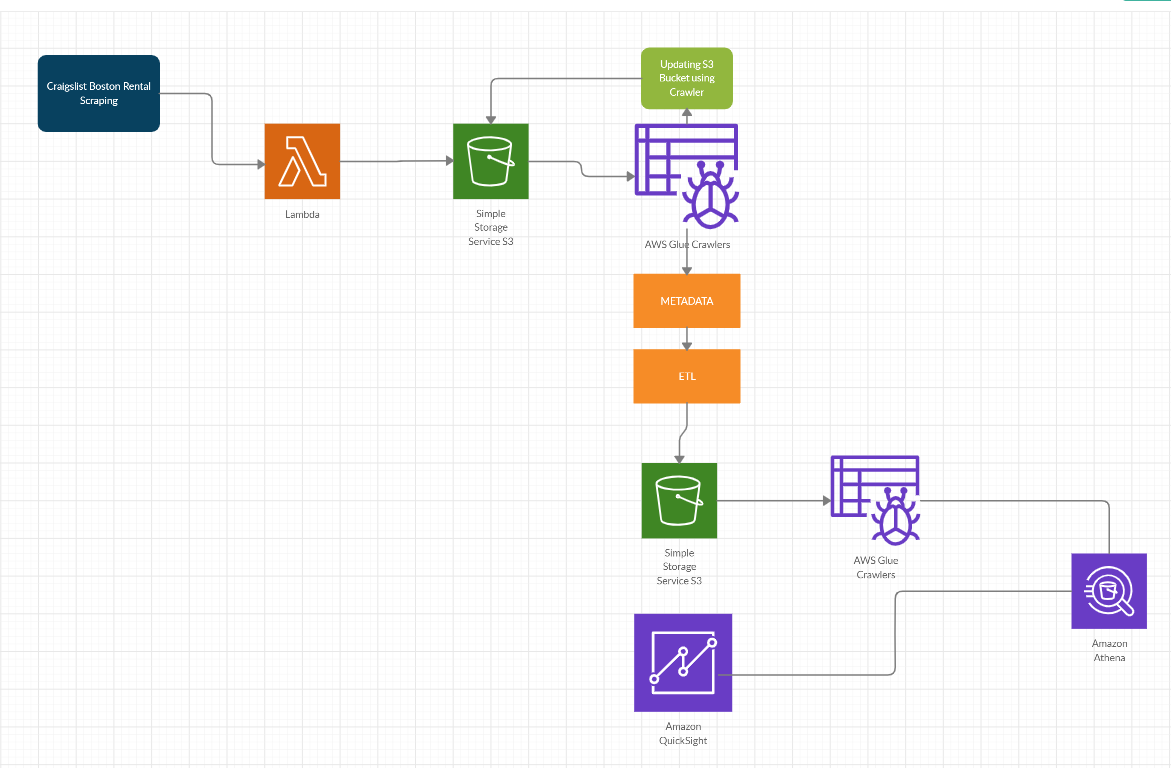 Craigslist Boston Rental
Scraping
Updating S3
Bucket using
Crawler
Lambda
Simple
Storage
Service S3
AWS Glue Crawlers
METADATA
ETL
Simple
Storage
Service S3
AWS Glue
Crawlers
Amazon
Athena
Amazon
QuickSight